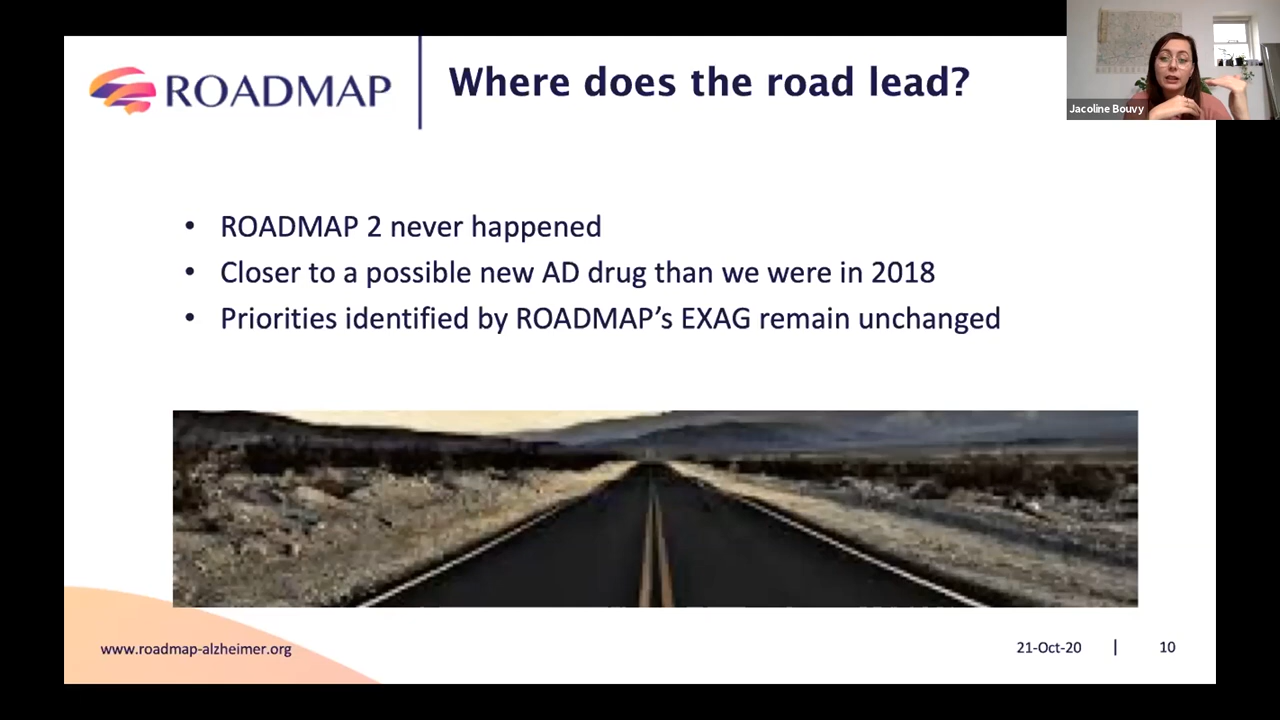 ROADMAP
Where does the road lead?
Jacoline Bouvy
• ROADMAP 2 never happened
• Closer to a possible new AD drug than we were in 2018
• Priorities identified by ROADMAP’s EXAG remain unchanged
www.roadmap-alzheimer.org
21-Oct-20 | 10